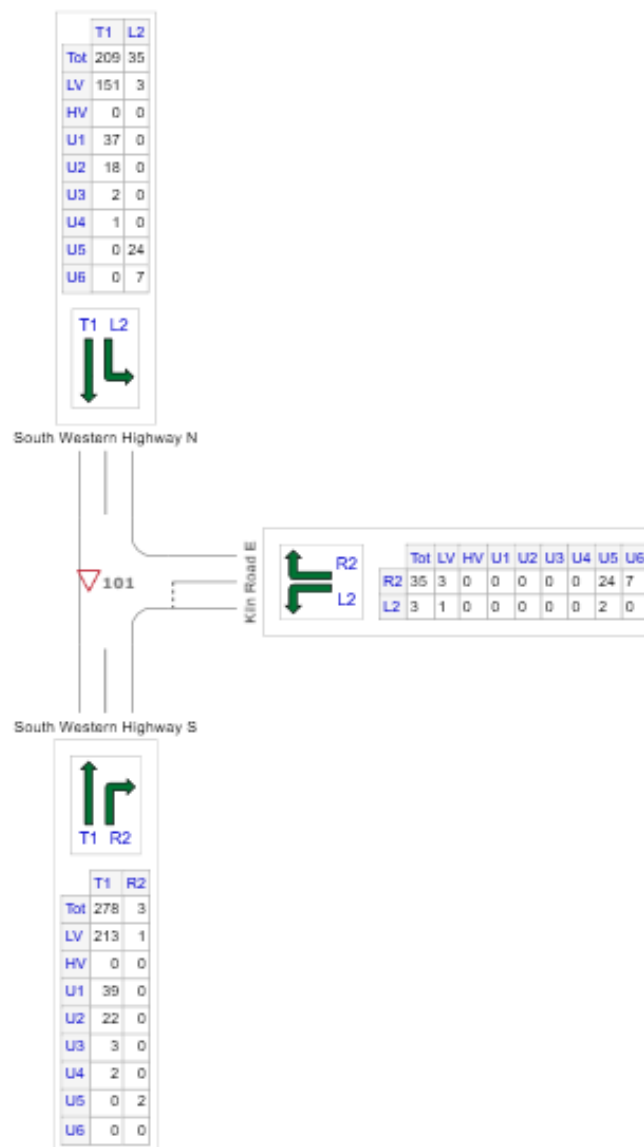 T1 L2
Tot 209 35
LV 151 3
HV 0 0
U1 37 0
U2 18 0
U3 2 0
U4 1 0
U5 0 24
U6 0 7
T1 L2
South Western Highway N
101
Kiln Road E
R2
L2
Tot LV HV U1 U2 U3 U4 U5 U6
R2 35 3 0 0 0 0 0 24 7
L2 3 1 0 0 0 0 0 2 0
South Western Highway S
T1 R2
T1 R2
Tot 278 3
LV 213 1
HV 0 0
U1 39 0
U2 22 0
U3 3 0
U4 2 0
U5 0 2
U6 0 0